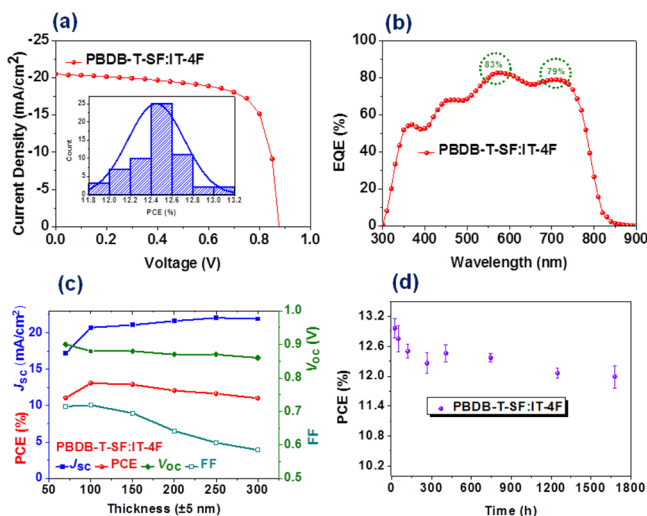 (a)
-25
-20
-15
-10
-5
0
Current Density (mA/cm²)
PBDB-T-SF:IT-4F
25
20
15
10
5
0
Count
11.8 12.0 12.2 12.4 12.6 12.8 13.0 13.2
PCE (%)
0.0 0.2 0.4 0.6 0.8 1.0
Voltage (V)
(b)
100
80
60
40
20
0
EQE (%)
83%
79%
PBDB-T-SF:IT-4F
300 400 500 600 700 800 900
Wavelength (nm)
(c)
20
15
10
5
0
PCE (%) JSC (mA/cm²)
1.0
0.9
0.8
0.7
0.6
0.5
FF VOC (V)
PBDB-T-SF:IT-4F
JSC PCE VOC FF
50 100 150 200 250 300
Thickness (±5 nm)
(d)
13.2
12.6
12.0
11.4
10.8
10.2
PCE (%)
PBDB-T-SF:IT-4F
0 300 600 900 1200 1500 1800
Time (h)